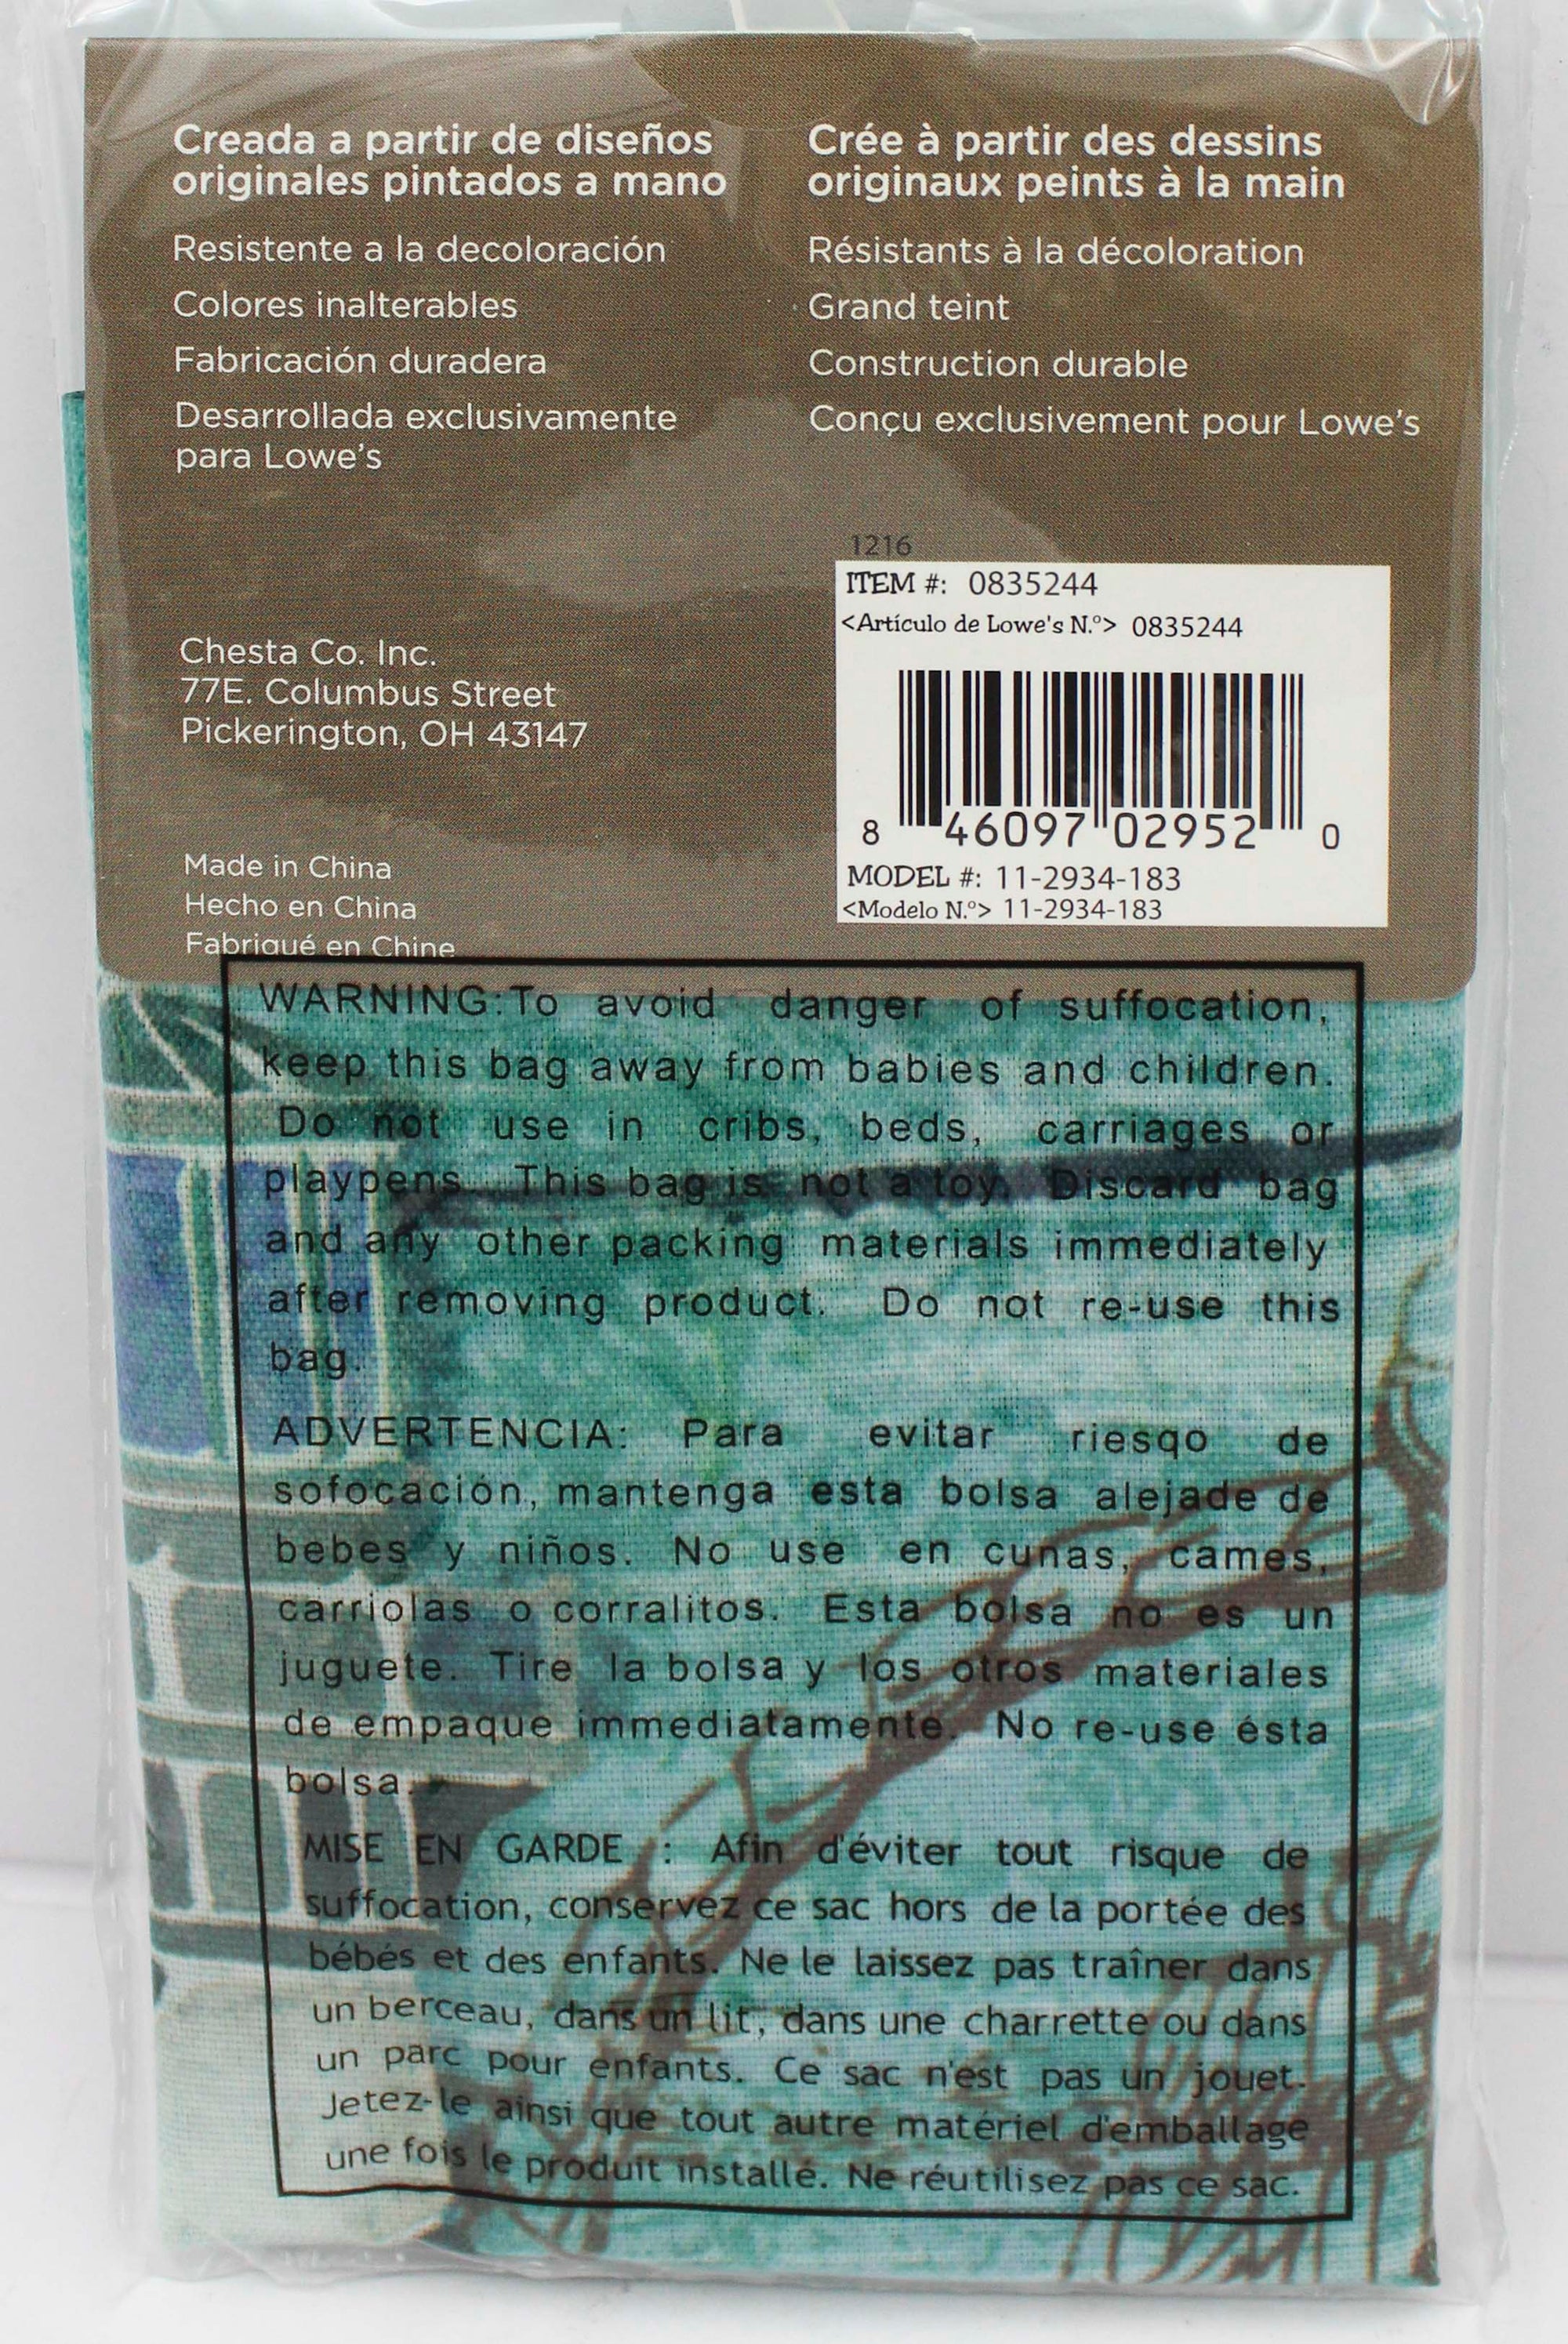 Creada a partir de diseños
originales pintados a mano
Resistente a la decoloración
Colores inalterables
Fabricación duradera
Desarrollada exclusivamente
para Lowe's
Crée à partir des dessins
originaux peints à la main
Résistants à la décoloration
Grand teint
Construction durable
Conçu exclusivement pour Lowe's
Chesta Co. Inc.
77E. Columbus Street
Pickerington, OH 43147
Made in China
Hecho en China
Fabriqué en Chine
1216
ITEM #: 0835244
<Artículo de Lowe's N.º> 0835244
8 46097 02952 0
MODEL #: 11-2934-183
<Modelo N.º> 11-2934-183
WARNING:To avoid danger of suffocation,
keep this bag away from babies and children.
Do not use in cribs, beds, carriages or
playpens. This bag is not a toy. Discard bag
and any other packing materials immediately
after removing product. Do not re-use this
bag.
ADVERTENCIA: Para evitar riesqo de
sofocación, mantenga esta bolsa alejade de
bebes y niños. No use en cunas, cames,
carriolas o corralitos. Esta bolsa no es un
juguete. Tire la bolsa y los otros materiales
de empaque immediatamente. No re-use ésta
bolsa.
MISE EN GARDE : Afin d'éviter tout risque de
suffocation, conservez ce sac hors de la portée des
bébés et des enfants. Ne le laissez pas traîner dans
un berceau, dans un lit, dans une charrette ou dans
un parc pour enfants. Ce sac n'est pas un jouet.
Jetez-le ainsi que tout autre matériel d'emballage
une fois le produit installé. Ne réutilisez pas ce sac.